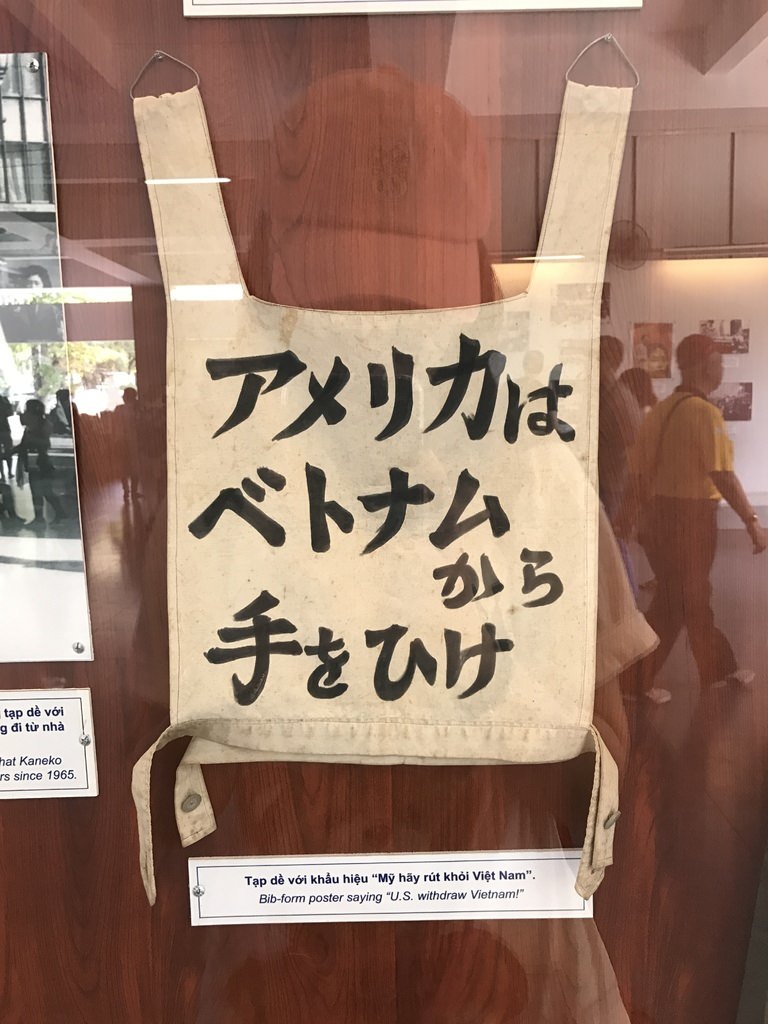 アメリカは
ベトナム
から
手をひけ
tạp dề với
g đi từ nhà
hat Kaneko
rs since 1965.
Tạp dề với khẩu hiệu “Mỹ hãy rút khỏi Việt Nam”.
Bib-form poster saying “U.S. withdraw Vietnam!”